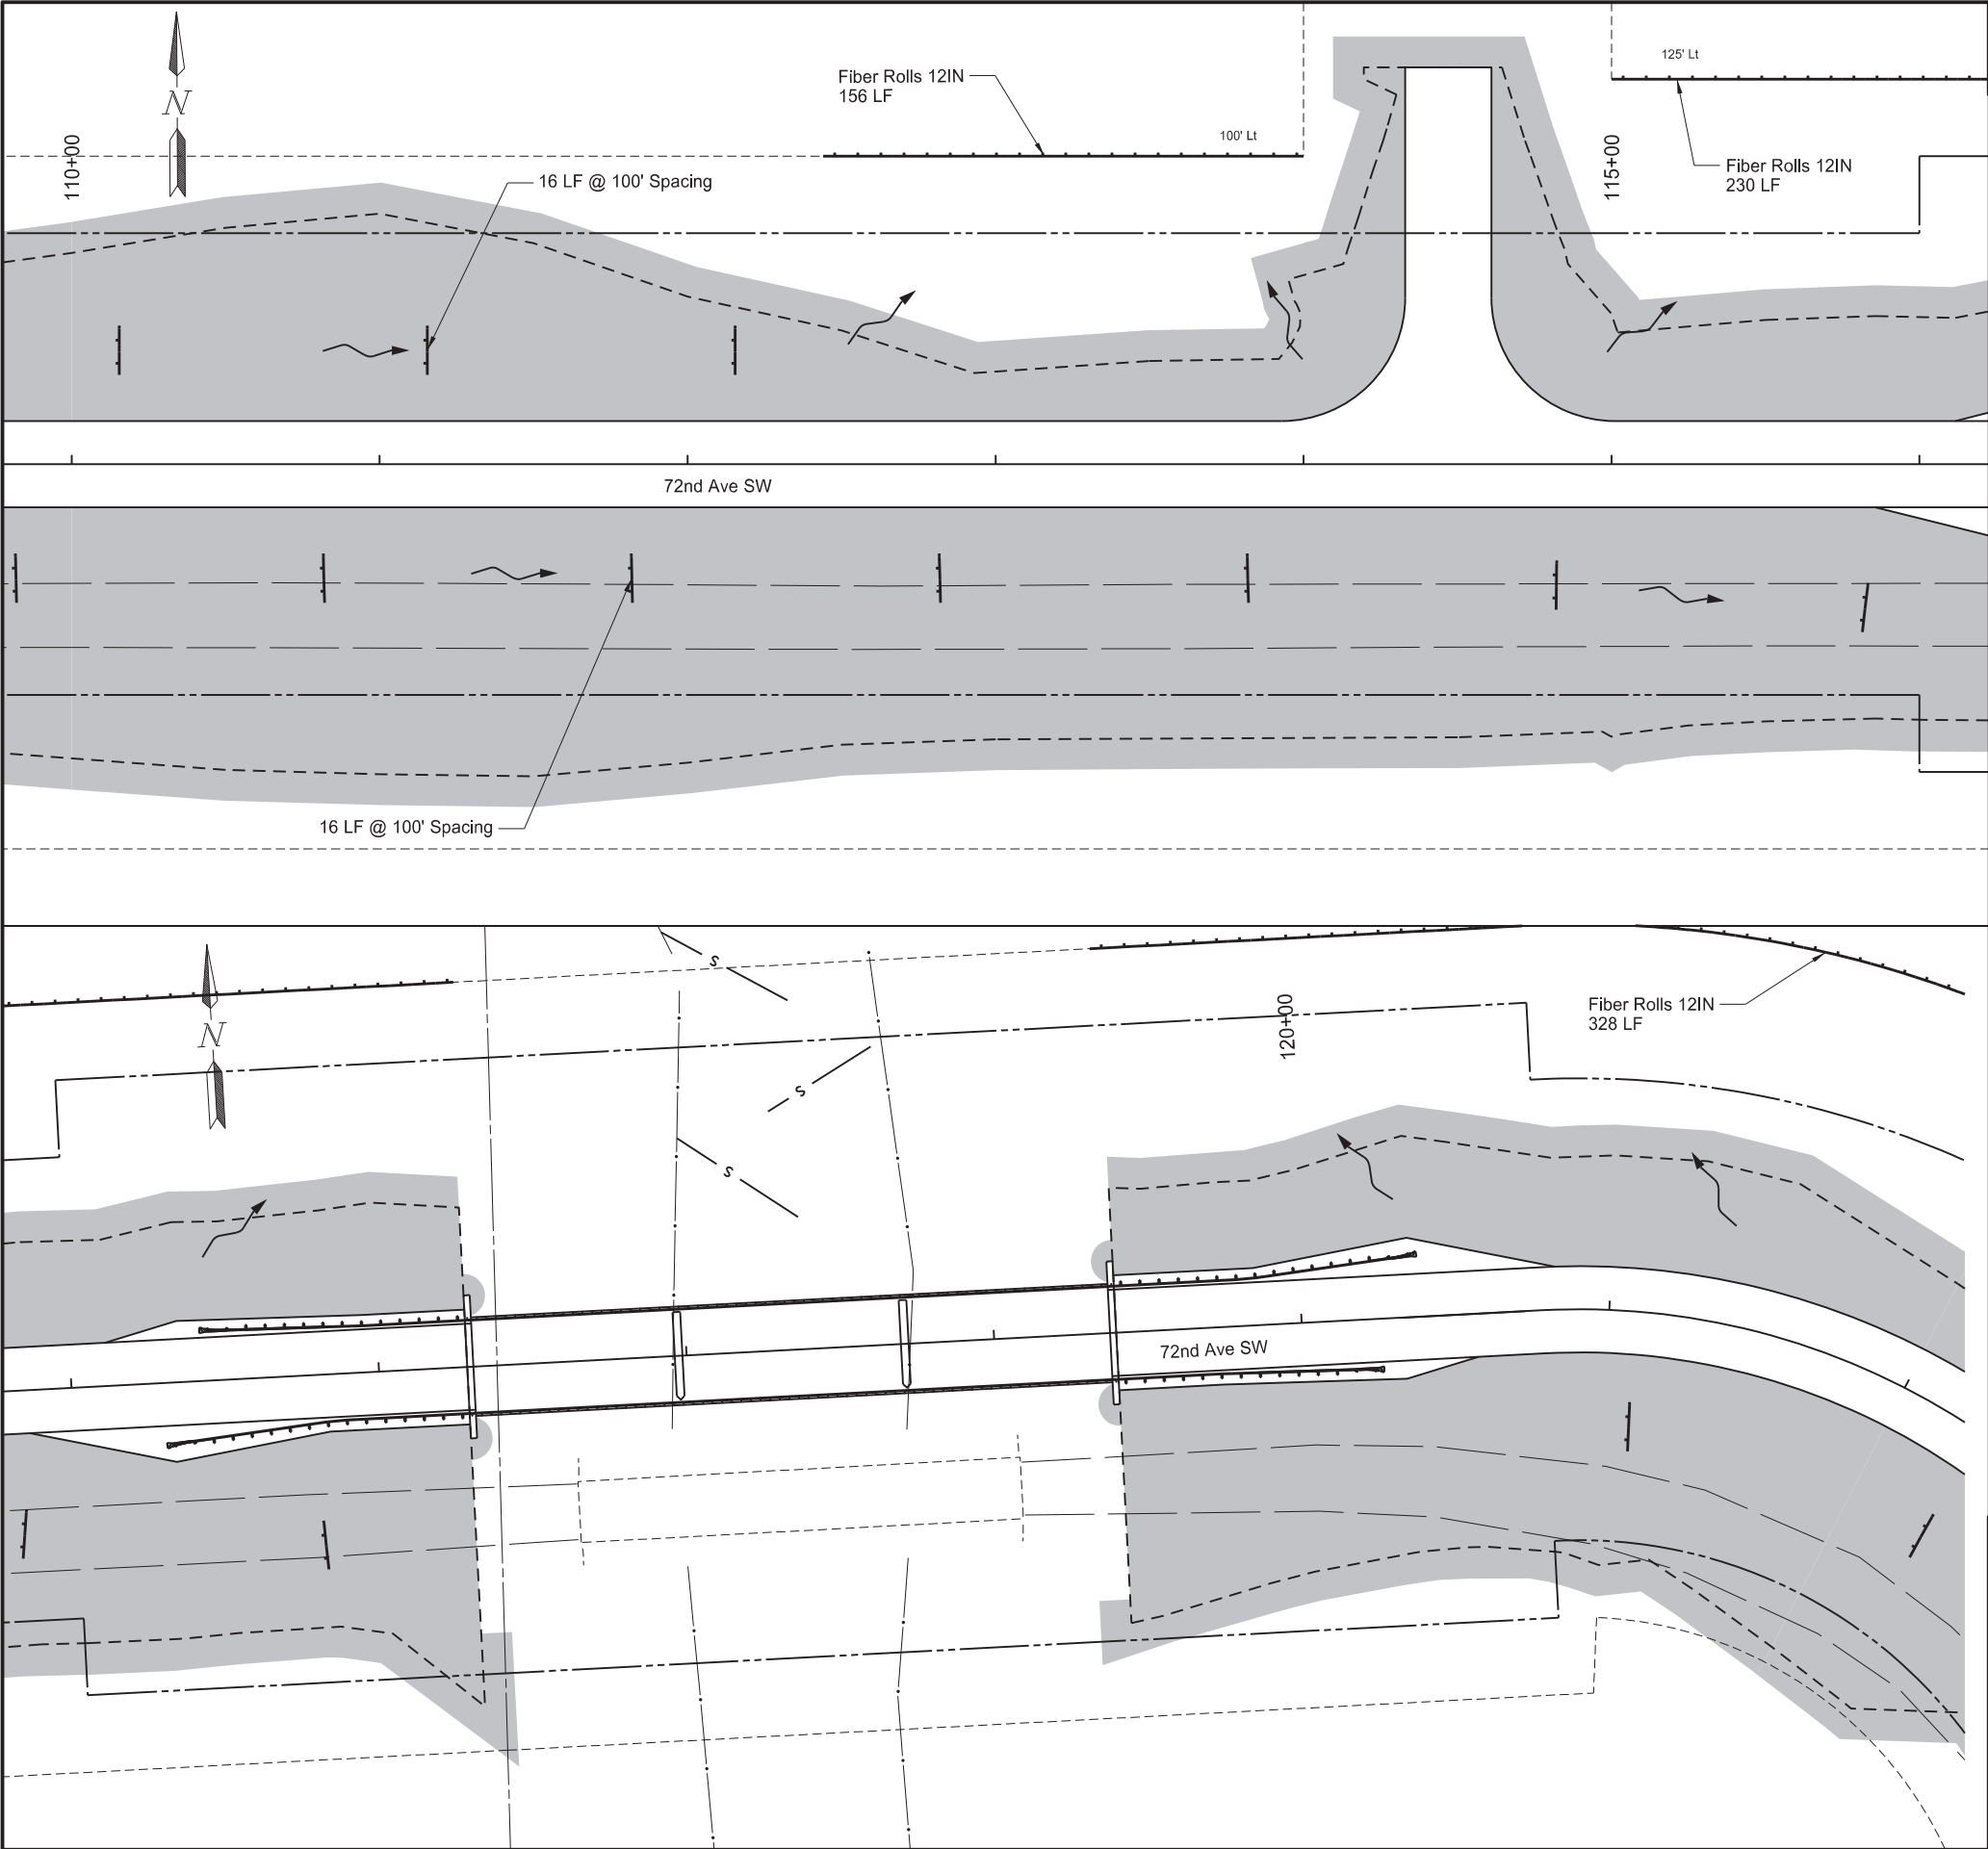 N
110+00
Fiber Rolls 12IN
156 LF
100' Lt
16 LF @ 100' Spacing
125' Lt
115+00
Fiber Rolls 12IN
230 LF
72nd Ave SW
16 LF @ 100' Spacing
N
S
S
S
120+00
Fiber Rolls 12IN
328 LF
72nd Ave SW